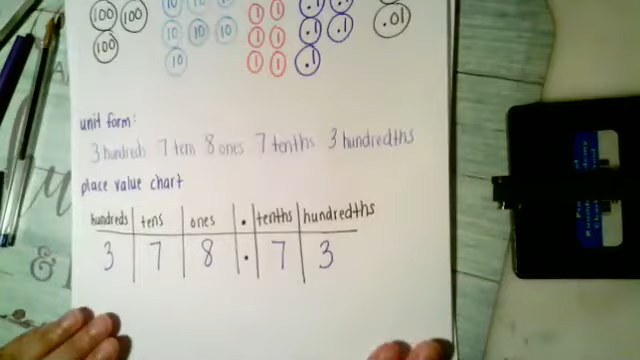 10 10 10 .1 .1
100 100 10 10 10 1 1 .1 .1 .01
100 10 1 1 .1
unit form:
3 hundreds 7 tens 8 ones 7 tenths 3 hundredths
place value chart
hundreds tens ones . tenths hundredths
3 7 8 . 7 3